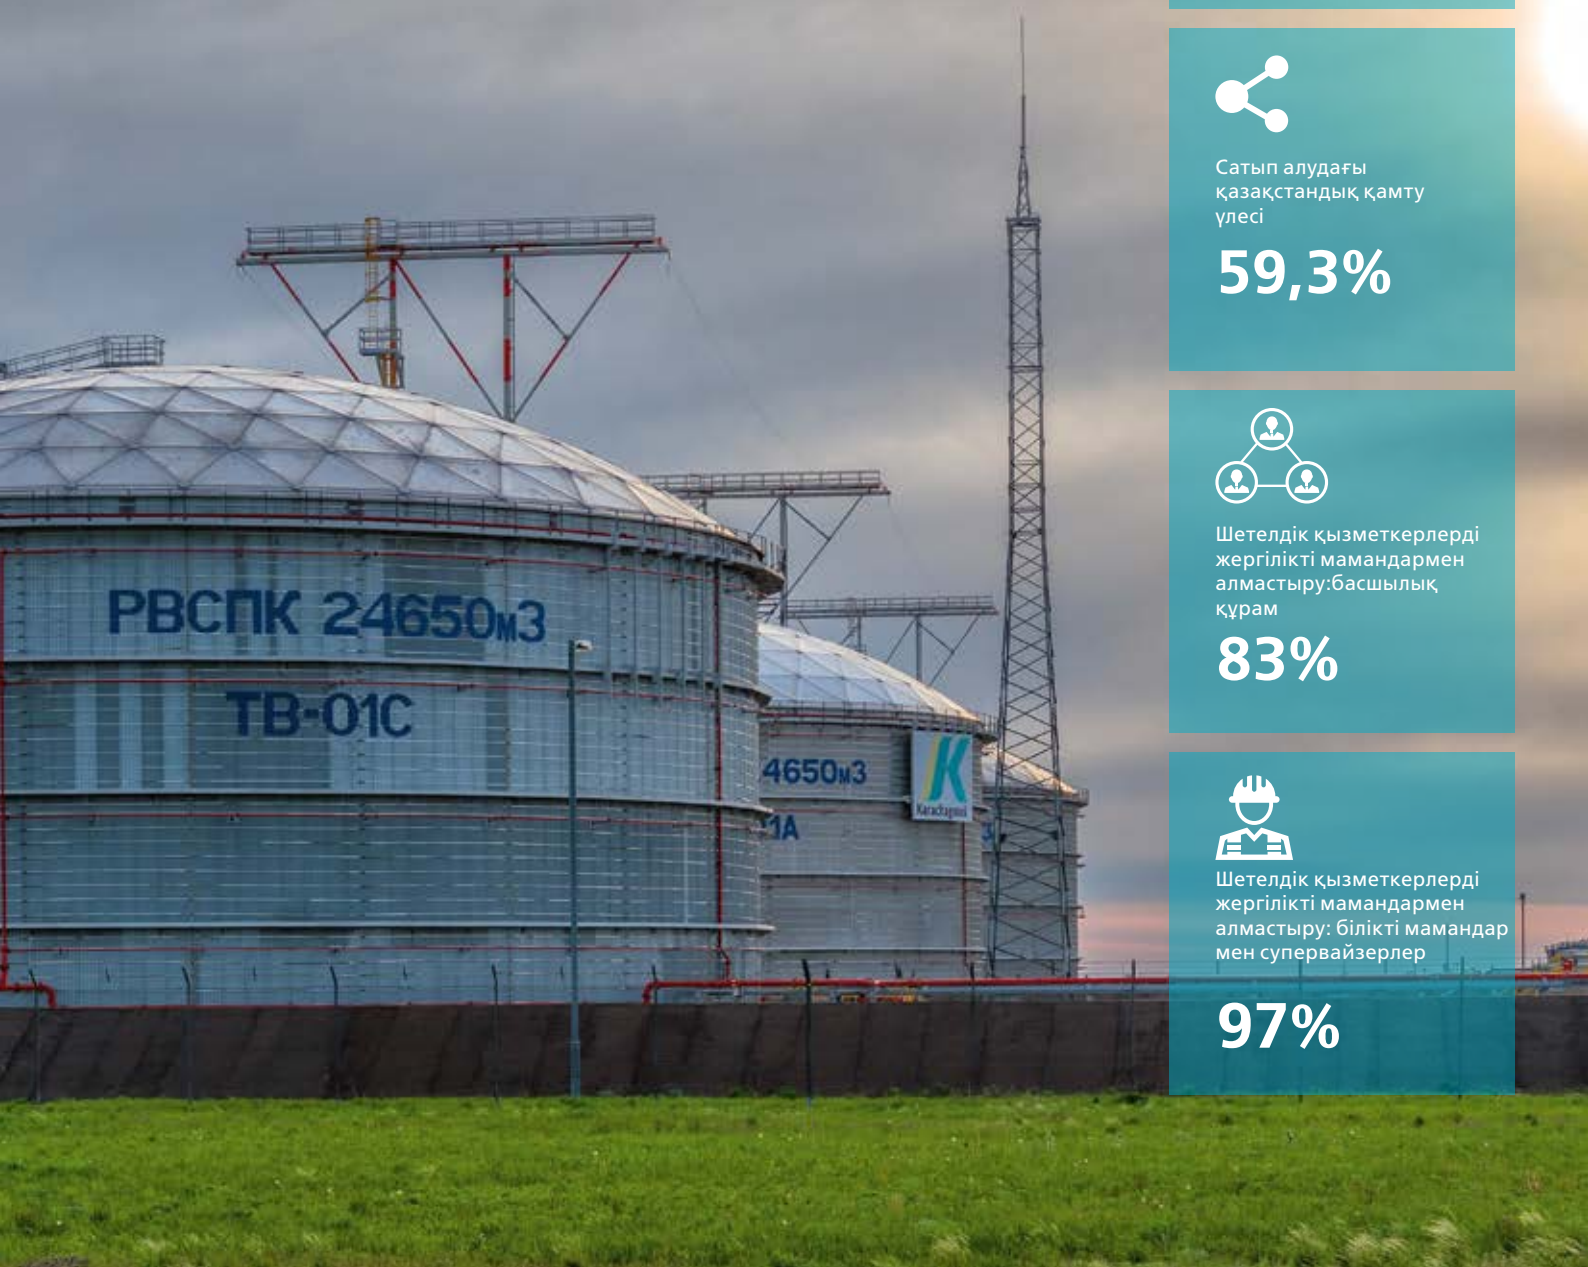 РВСПК 24650м3
ТВ-01С
4650м3
1А
Karachaganak
Сатып алудағы
қазақстандық қамту
үлесі
59,3%
Шетелдік қызметкерлерді
жергілікті мамандармен
алмастыру:басшылық
құрам
83%
Шетелдік қызметкерлерді
жергілікті мамандармен
алмастыру: білікті мамандар
мен супервайзерлер
97%